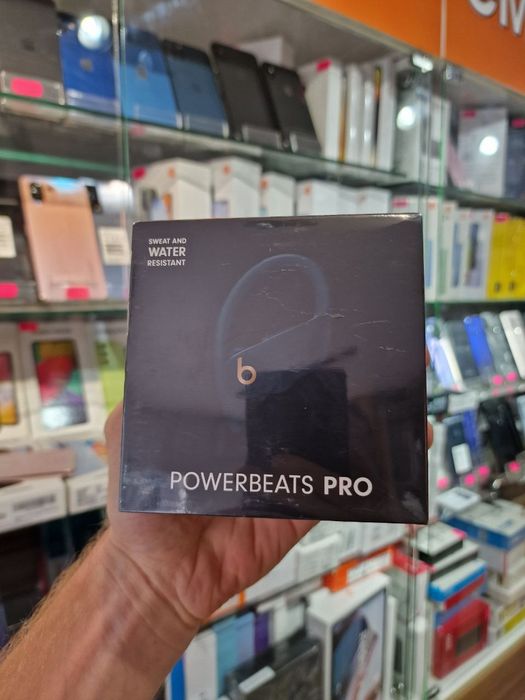 SWEAT AND
WATER
RESISTANT
b
POWERBEATS PRO